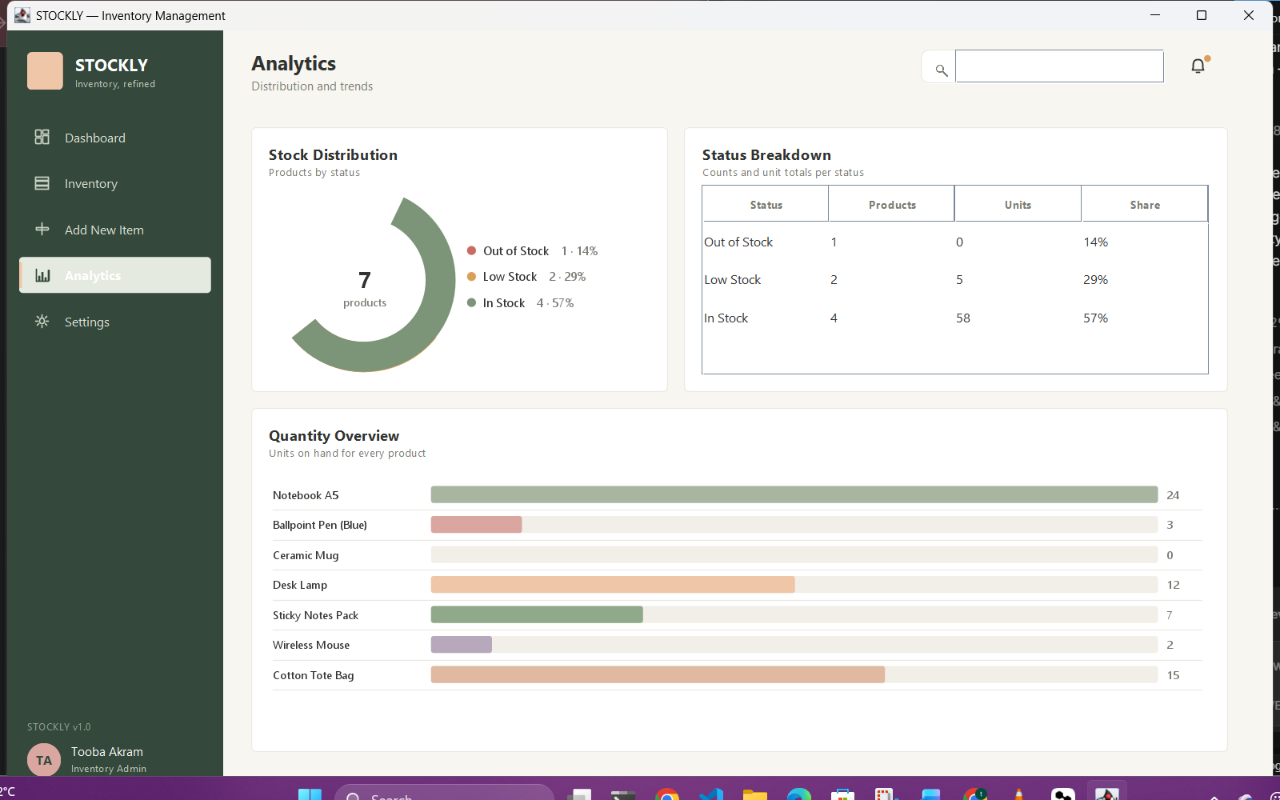 STOCKLY — Inventory Management
STOCKLY
Inventory, refined
Dashboard
Inventory
Add New Item
Analytics
Settings
STOCKLY v1.0
TA
Tooba Akram
Inventory Admin
Analytics
Distribution and trends
Stock Distribution
Products by status
7
products
Out of Stock 1 · 14%
Low Stock 2 · 29%
In Stock 4 · 57%
Status Breakdown
Counts and unit totals per status
Status Products Units Share
Out of Stock 1 0 14%
Low Stock 2 5 29%
In Stock 4 58 57%
Quantity Overview
Units on hand for every product
Notebook A5 24
Ballpoint Pen (Blue) 3
Ceramic Mug 0
Desk Lamp 12
Sticky Notes Pack 7
Wireless Mouse 2
Cotton Tote Bag 15
2°C
Search